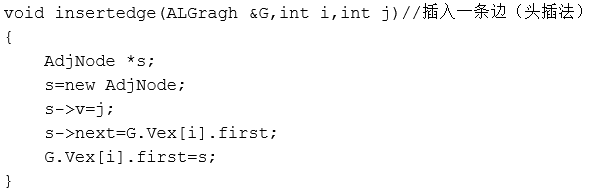 void insertedge(ALGragh &G,int i,int j)//插入一条边（头插法）
{
    AdjNode *s;
    s=new AdjNode;
    s->v=j;
    s->next=G.Vex[i].first;
    G.Vex[i].first=s;
}